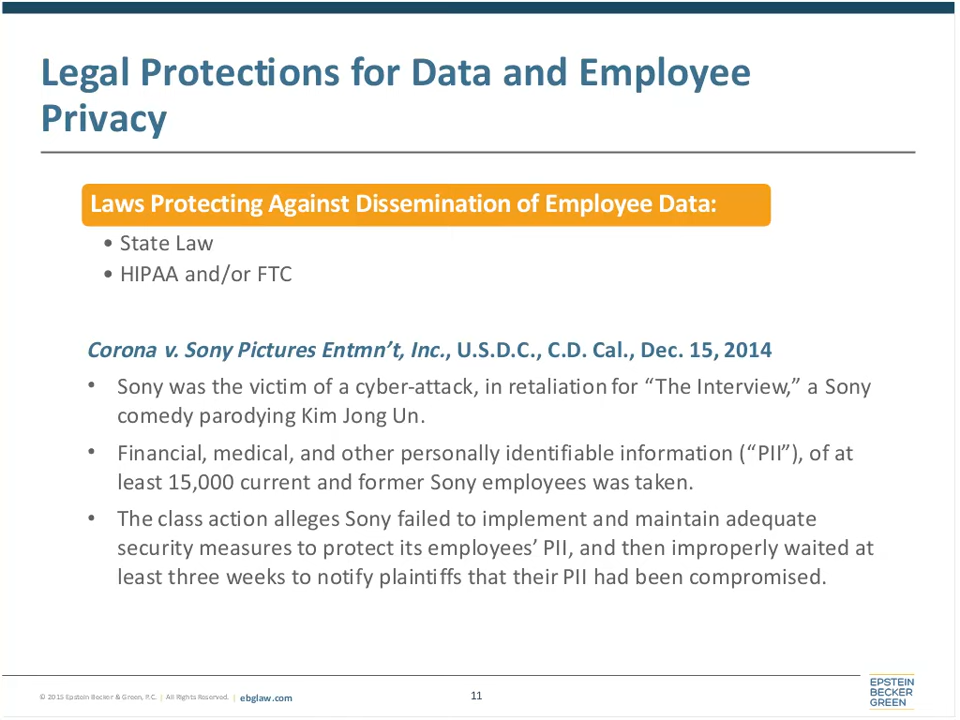 Legal Protections for Data and Employee
Privacy
Laws Protecting Against Dissemination of Employee Data:
• State Law
• HIPAA and/or FTC
Corona v. Sony Pictures Entmn’t, Inc., U.S.D.C., C.D. Cal., Dec. 15, 2014
• Sony was the victim of a cyber-attack, in retaliation for “The Interview,” a Sony
comedy parodying Kim Jong Un.
• Financial, medical, and other personally identifiable information (“PII”), of at
least 15,000 current and former Sony employees was taken.
• The class action alleges Sony failed to implement and maintain adequate
security measures to protect its employees’ PII, and then improperly waited at
least three weeks to notify plaintiffs that their PII had been compromised.
© 2015 Epstein Becker & Green, P.C. | All Rights Reserved. | ebglaw.com
11
EPSTEIN
BECKER
GREEN